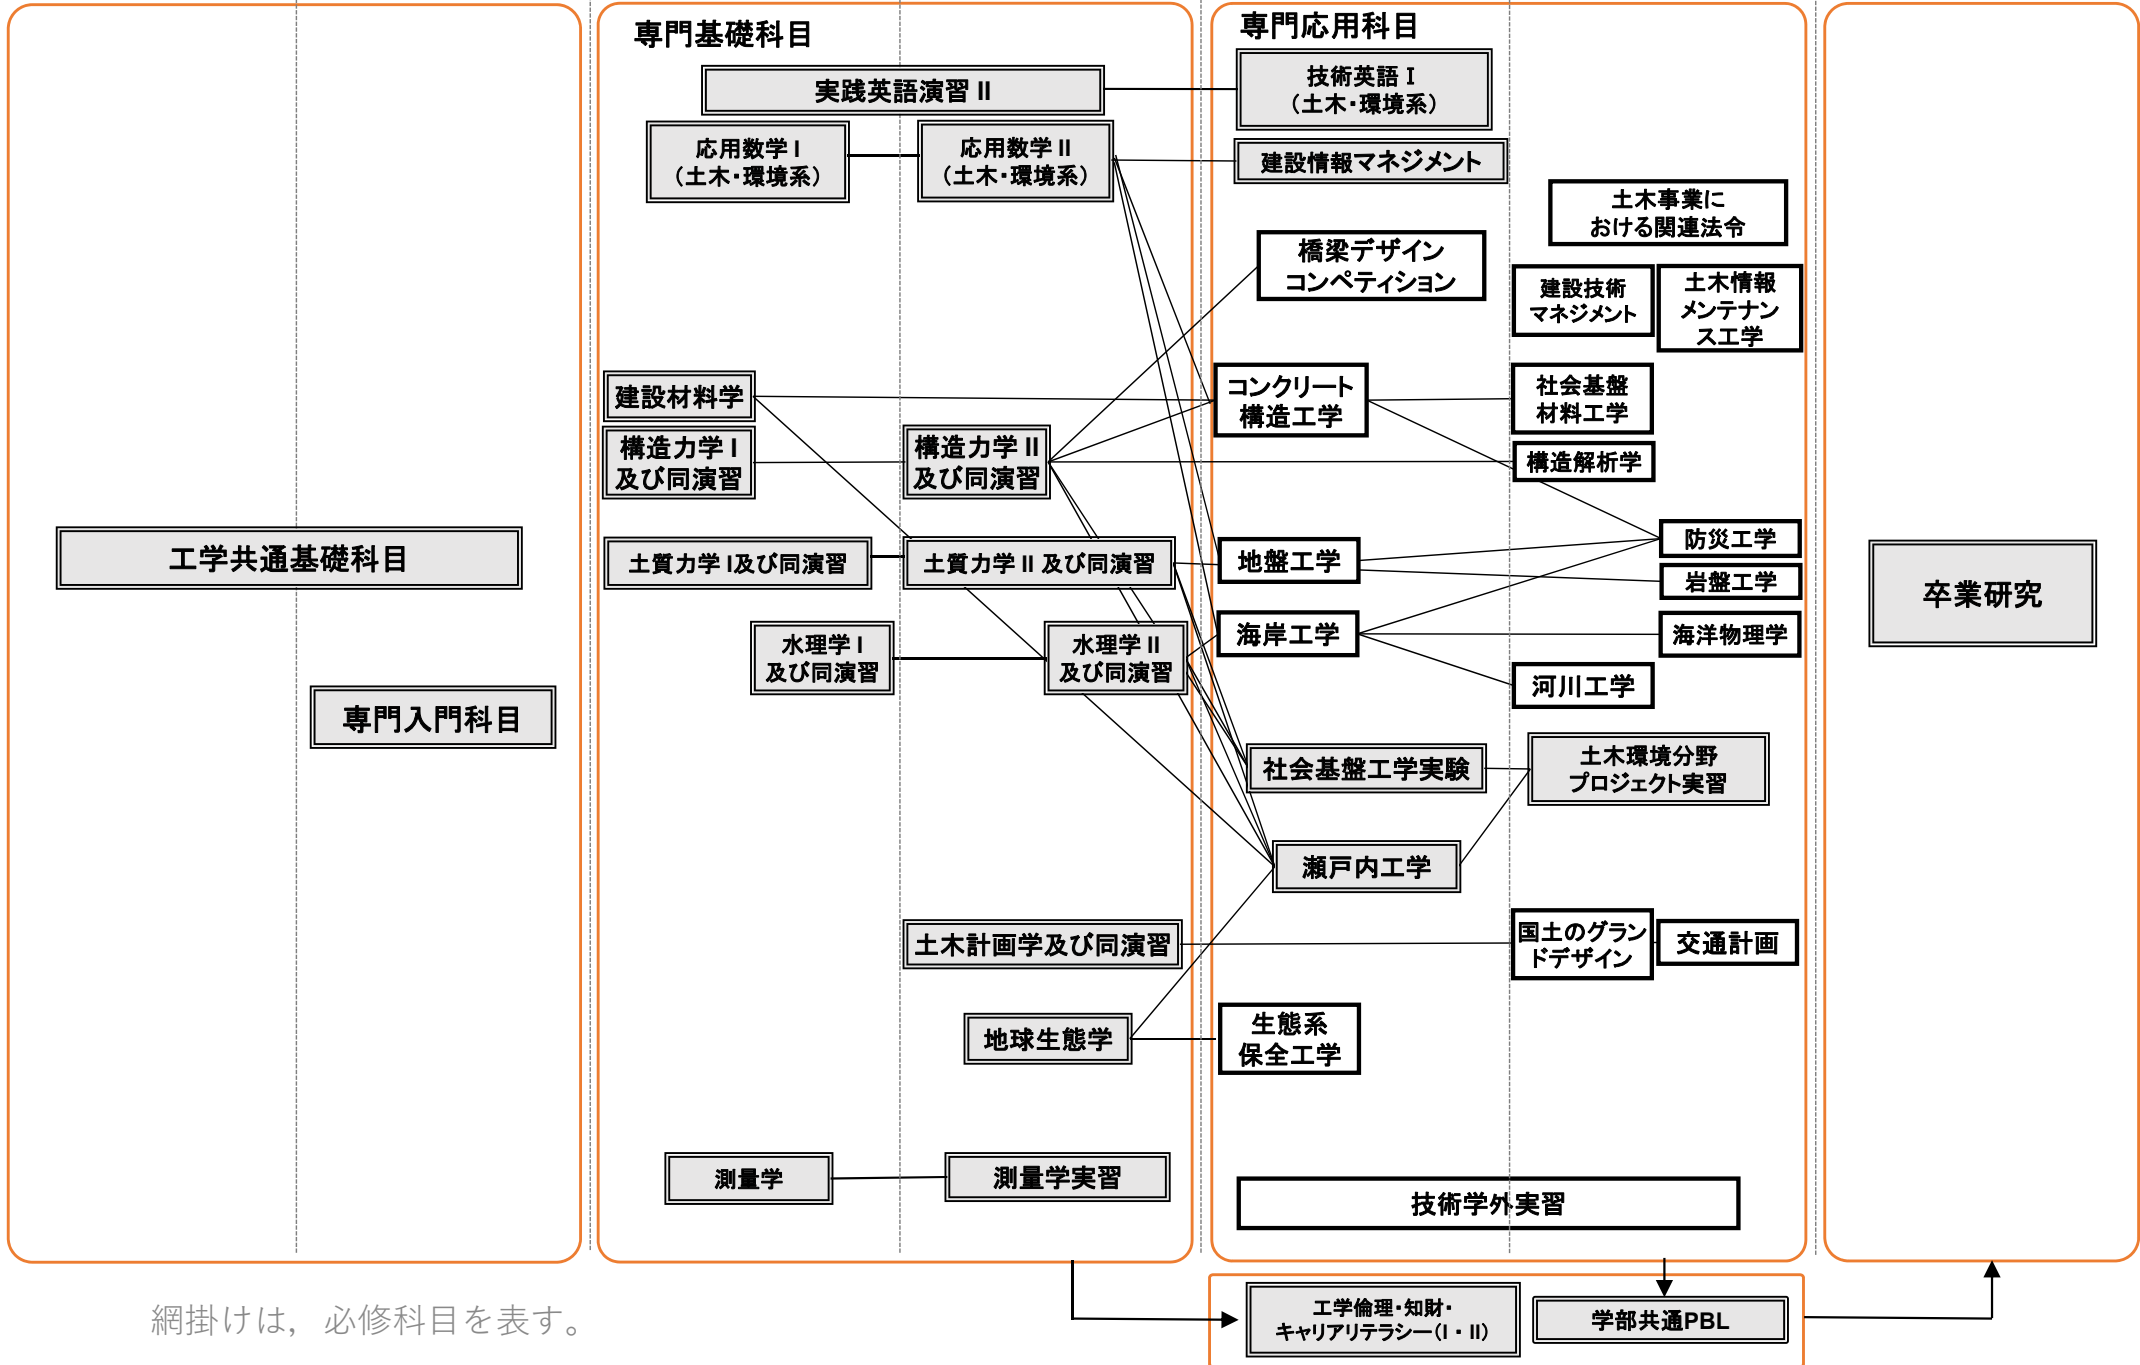 専門基礎科目
専門応用科目
実践英語演習 II
技術英語 I
（土木・環境系）
応用数学 I
（土木・環境系）
応用数学 II
（土木・環境系）
建設情報マネジメント
土木事業に
おける関連法令
橋梁デザイン
コンペティション
建設技術
マネジメント
土木情報
メンテナン
ス工学
建設材料学
コンクリート
構造工学
社会基盤
材料工学
構造力学 I
及び同演習
構造力学 II
及び同演習
構造解析学
工学共通基礎科目
土質力学 I及び同演習
土質力学 II 及び同演習
地盤工学
防災工学
岩盤工学
卒業研究
水理学 I
及び同演習
水理学 II
及び同演習
海岸工学
海洋物理学
河川工学
専門入門科目
社会基盤工学実験
土木環境分野
プロジェクト実習
瀬戸内工学
土木計画学及び同演習
国土のグラン
ドデザイン
交通計画
地球生態学
生態系
保全工学
測量学
測量学実習
技術学外実習
網掛けは，必修科目を表す。
工学倫理・知財・
キャリアリテラシー（I・II）
学部共通PBL